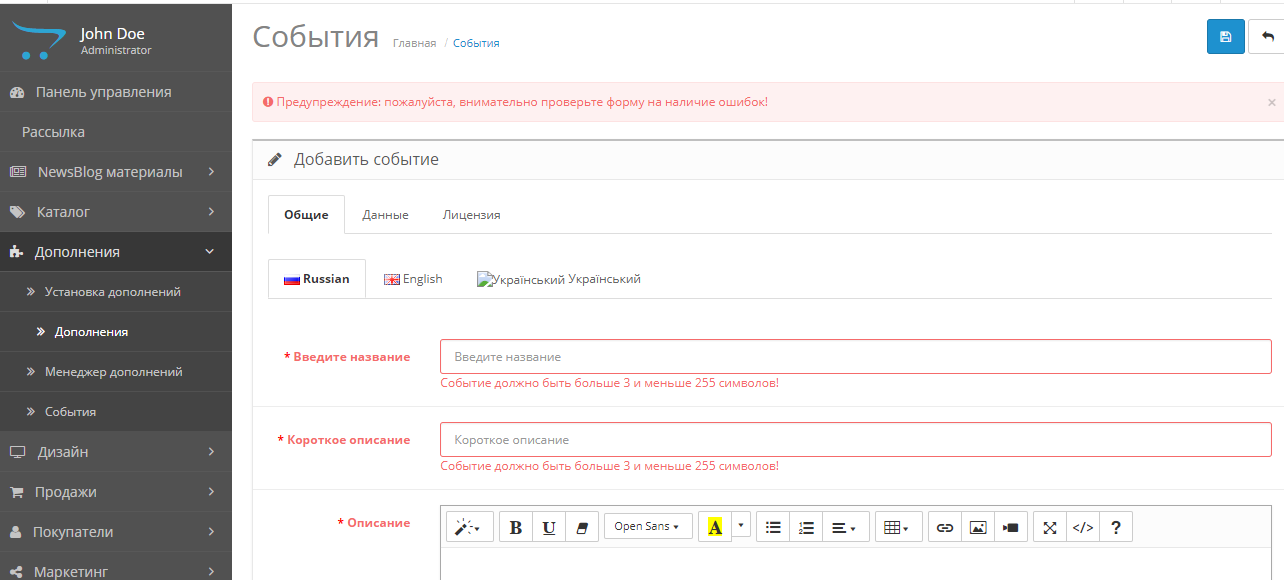 John Doe
Administrator
Панель управления
Рассылка
NewsBlog материалы
Каталог
Дополнения
Установка дополнений
Дополнения
Менеджер дополнений
События
Дизайн
Продажи
Покупатели
Маркетинг
События Главная / События
Предупреждение: пожалуйста, внимательно проверьте форму на наличие ошибок! ×
Добавить событие
Общие Данные Лицензия
Russian English Український Український
* Введите название Введите название
Событие должно быть больше 3 и меньше 255 символов!
* Короткое описание Короткое описание
Событие должно быть больше 3 и меньше 255 символов!
* Описание B U Open Sans A </> ?